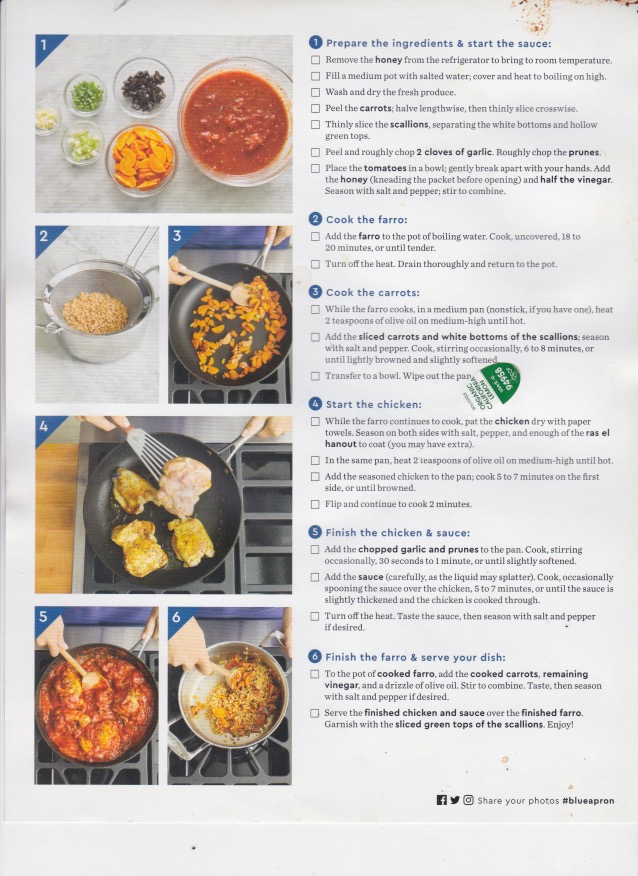 1
1 Prepare the ingredients & start the sauce:
Remove the honey from the refrigerator to bring to room temperature.
Fill a medium pot with salted water; cover and heat to boiling on high.
Wash and dry the fresh produce.
Peel the carrots; halve lengthwise, then thinly slice crosswise.
Thinly slice the scallions, separating the white bottoms and hollow
green tops.
Peel and roughly chop 2 cloves of garlic. Roughly chop the prunes.
Place the tomatoes in a bowl; gently break apart with your hands. Add
the honey (kneading the packet before opening) and half the vinegar.
Season with salt and pepper; stir to combine.
2
3
2 Cook the farro:
Add the farro to the pot of boiling water. Cook, uncovered, 18 to
20 minutes, or until tender.
Turn off the heat. Drain thoroughly and return to the pot.
3 Cook the carrots:
While the farro cooks, in a medium pan (nonstick, if you have one), heat
2 teaspoons of olive oil on medium-high until hot.
Add the sliced carrots and white bottoms of the scallions; season
with salt and pepper. Cook, stirring occasionally, 6 to 8 minutes, or
until lightly browned and slightly softened.
Transfer to a bowl. Wipe out the pan.
94958
ORGANIC
CALIFORNIA
LEMON
4
4 Start the chicken:
While the farro continues to cook, pat the chicken dry with paper
towels. Season on both sides with salt, pepper, and enough of the ras el
hanout to coat (you may have extra).
In the same pan, heat 2 teaspoons of olive oil on medium-high until hot.
Add the seasoned chicken to the pan; cook 5 to 7 minutes on the first
side, or until browned.
Flip and continue to cook 2 minutes.
5 Finish the chicken & sauce:
Add the chopped garlic and prunes to the pan. Cook, stirring
occasionally, 30 seconds to 1 minute, or until slightly softened.
Add the sauce (carefully, as the liquid may splatter). Cook, occasionally
spooning the sauce over the chicken, 5 to 7 minutes, or until the sauce is
slightly thickened and the chicken is cooked through.
Turn off the heat. Taste the sauce, then season with salt and pepper
if desired.
5
6
6 Finish the farro & serve your dish:
To the pot of cooked farro, add the cooked carrots, remaining
vinegar, and a drizzle of olive oil. Stir to combine. Taste, then season
with salt and pepper if desired.
Serve the finished chicken and sauce over the finished farro.
Garnish with the sliced green tops of the scallions. Enjoy!
Share your photos #blueapron